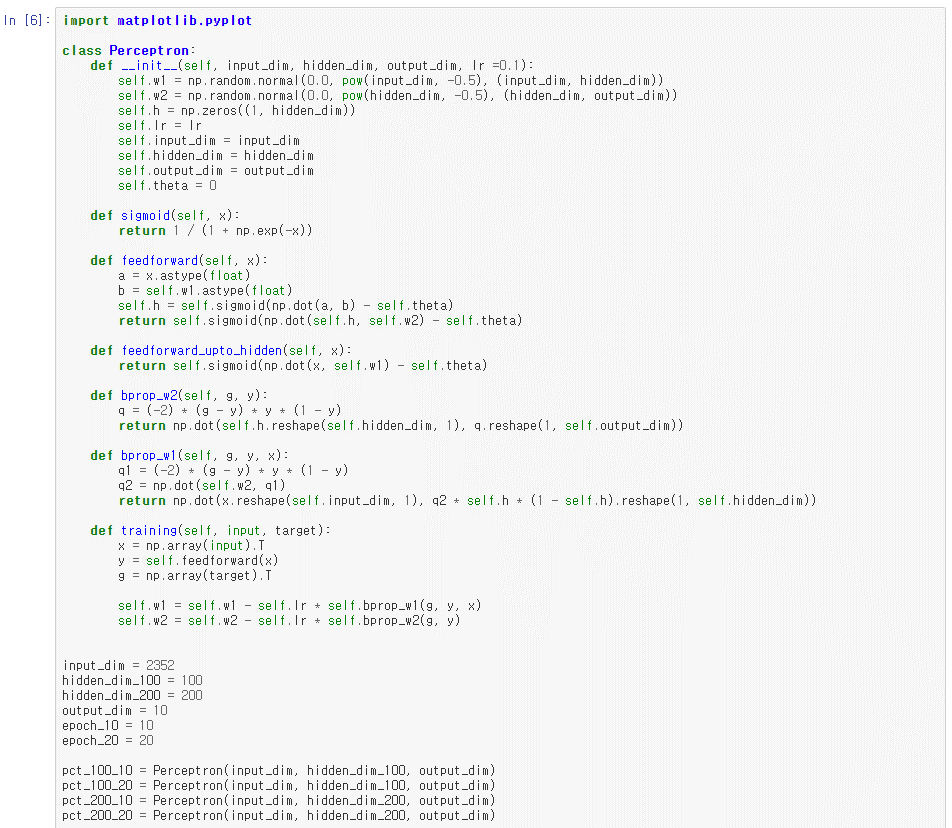 In [6]: import matplotlib.pyplot
class Perceptron:
    def __init__(self, input_dim, hidden_dim, output_dim, lr =0.1):
        self.w1 = np.random.normal(0.0, pow(input_dim, -0.5), (input_dim, hidden_dim))
        self.w2 = np.random.normal(0.0, pow(hidden_dim, -0.5), (hidden_dim, output_dim))
        self.h = np.zeros((1, hidden_dim))
        self.lr = lr
        self.input_dim = input_dim
        self.hidden_dim = hidden_dim
        self.output_dim = output_dim
        self.theta = 0
    def sigmoid(self, x):
        return 1 / (1 + np.exp(-x))
    def feedforward(self, x):
        a = x.astype(float)
        b = self.w1.astype(float)
        self.h = self.sigmoid(np.dot(a, b) - self.theta)
        return self.sigmoid(np.dot(self.h, self.w2) - self.theta)
    def feedforward_upto_hidden(self, x):
        return self.sigmoid(np.dot(x, self.w1) - self.theta)
    def bprop_w2(self, g, y):
        q = (-2) * (g - y) * y * (1 - y)
        return np.dot(self.h.reshape(self.hidden_dim, 1), q.reshape(1, self.output_dim))
    def bprop_w1(self, g, y, x):
        q1 = (-2) * (g - y) * y * (1 - y)
        q2 = np.dot(self.w2, q1)
        return np.dot(x.reshape(self.input_dim, 1), q2 * self.h * (1 - self.h).reshape(1, self.hidden_dim))
    def training(self, input, target):
        x = np.array(input).T
        y = self.feedforward(x)
        g = np.array(target).T
        self.w1 = self.w1 - self.lr * self.bprop_w1(g, y, x)
        self.w2 = self.w2 - self.lr * self.bprop_w2(g, y)
input_dim = 2352
hidden_dim_100 = 100
hidden_dim_200 = 200
output_dim = 10
epoch_10 = 10
epoch_20 = 20
pct_100_10 = Perceptron(input_dim, hidden_dim_100, output_dim)
pct_100_20 = Perceptron(input_dim, hidden_dim_100, output_dim)
pct_200_10 = Perceptron(input_dim, hidden_dim_200, output_dim)
pct_200_20 = Perceptron(input_dim, hidden_dim_200, output_dim)